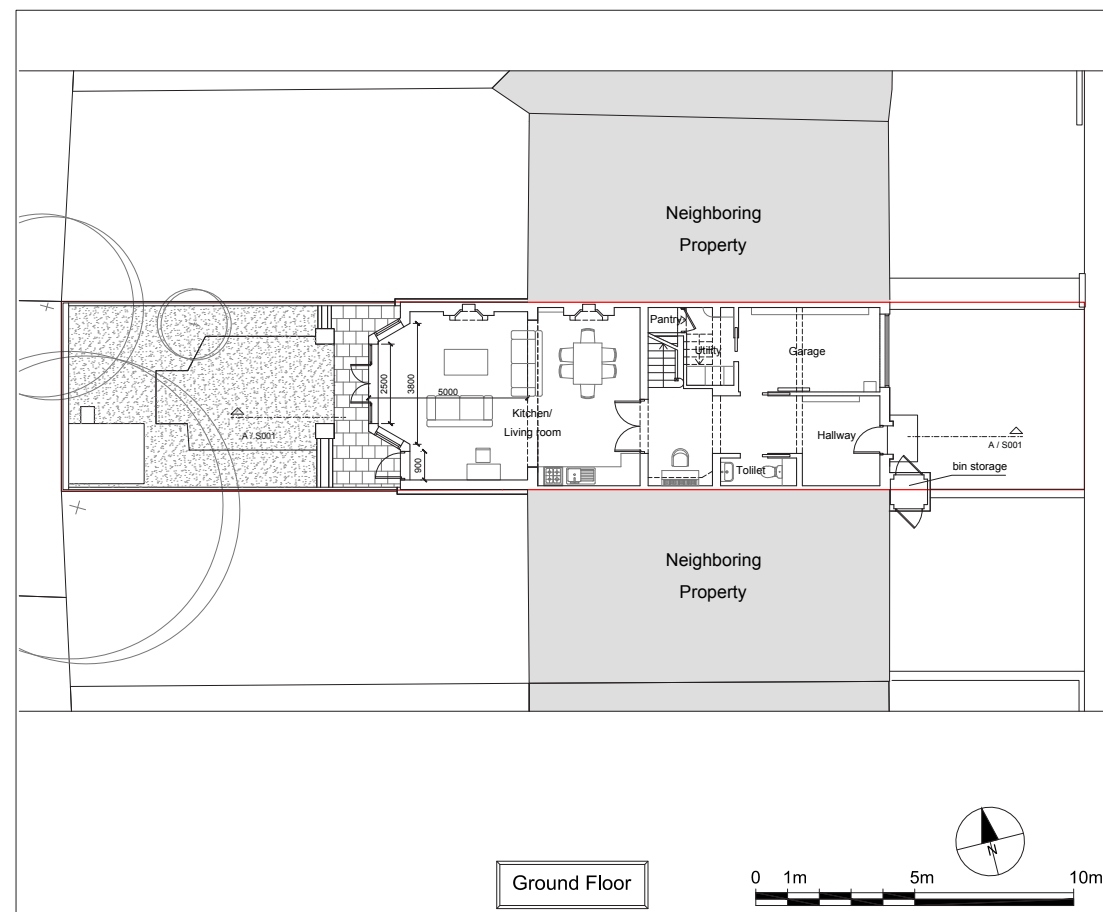 Neighboring
Property
Pantry
Utility
Garage
2500
3800
5000
Kitchen/
Living room
A / S001
Hallway
A / S001
900
Tolilet
bin storage
Neighboring
Property
N
Ground Floor
0 1m 5m 10m